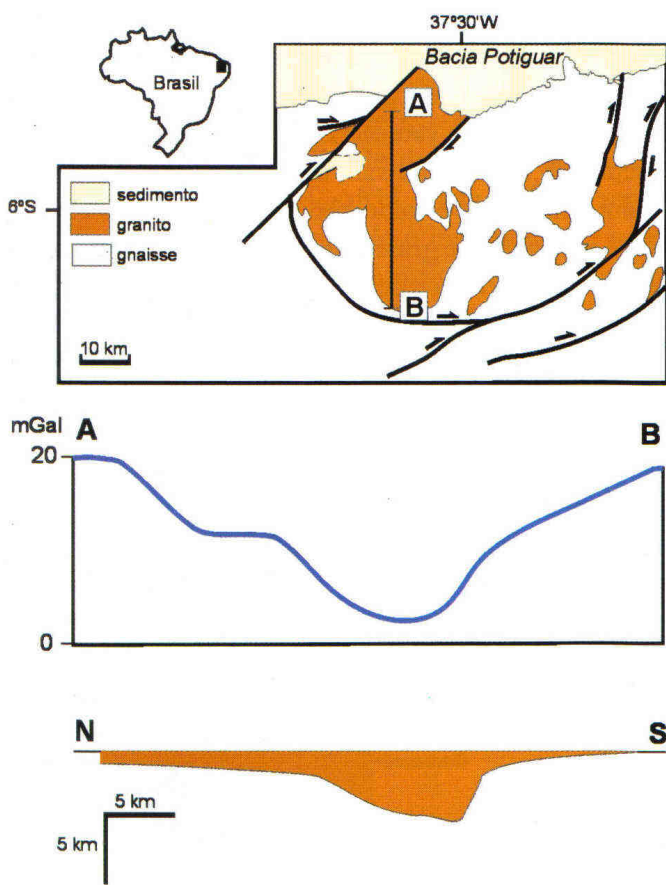 37°30'W
Bacia Potiguar
Brasil
A
sedimento
6°S
granito
gnaisse
B
10 km
mGal
A
B
20
0
N
S
5 km
5 km